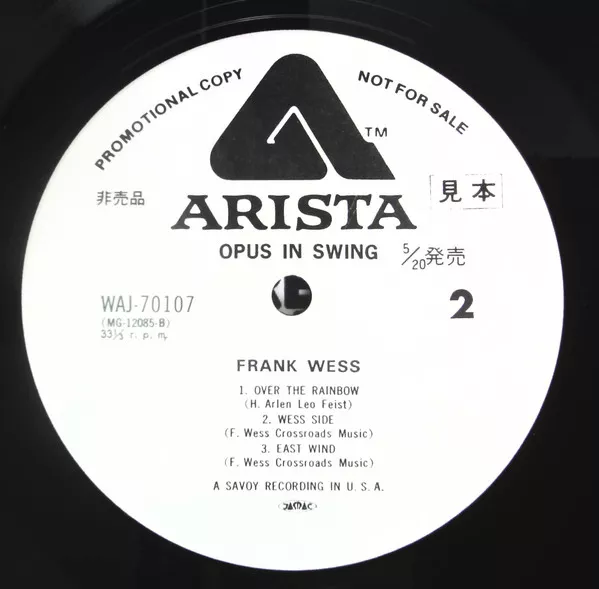 PROMOTIONAL COPY
NOT FOR SALE
TM
非売品
ARISTA
見本
OPUS IN SWING
5/20発売
WAJ-70107
(MG-12085-B)
33⅓ r. p. m.
2
FRANK WESS
1. OVER THE RAINBOW
(H. Arlen Leo Feist)
2. WESS SIDE
(F. Wess Crossroads Music)
3. EAST WIND
(F. Wess Crossroads Music)
A SAVOY RECORDING IN U. S. A.
JASRAC